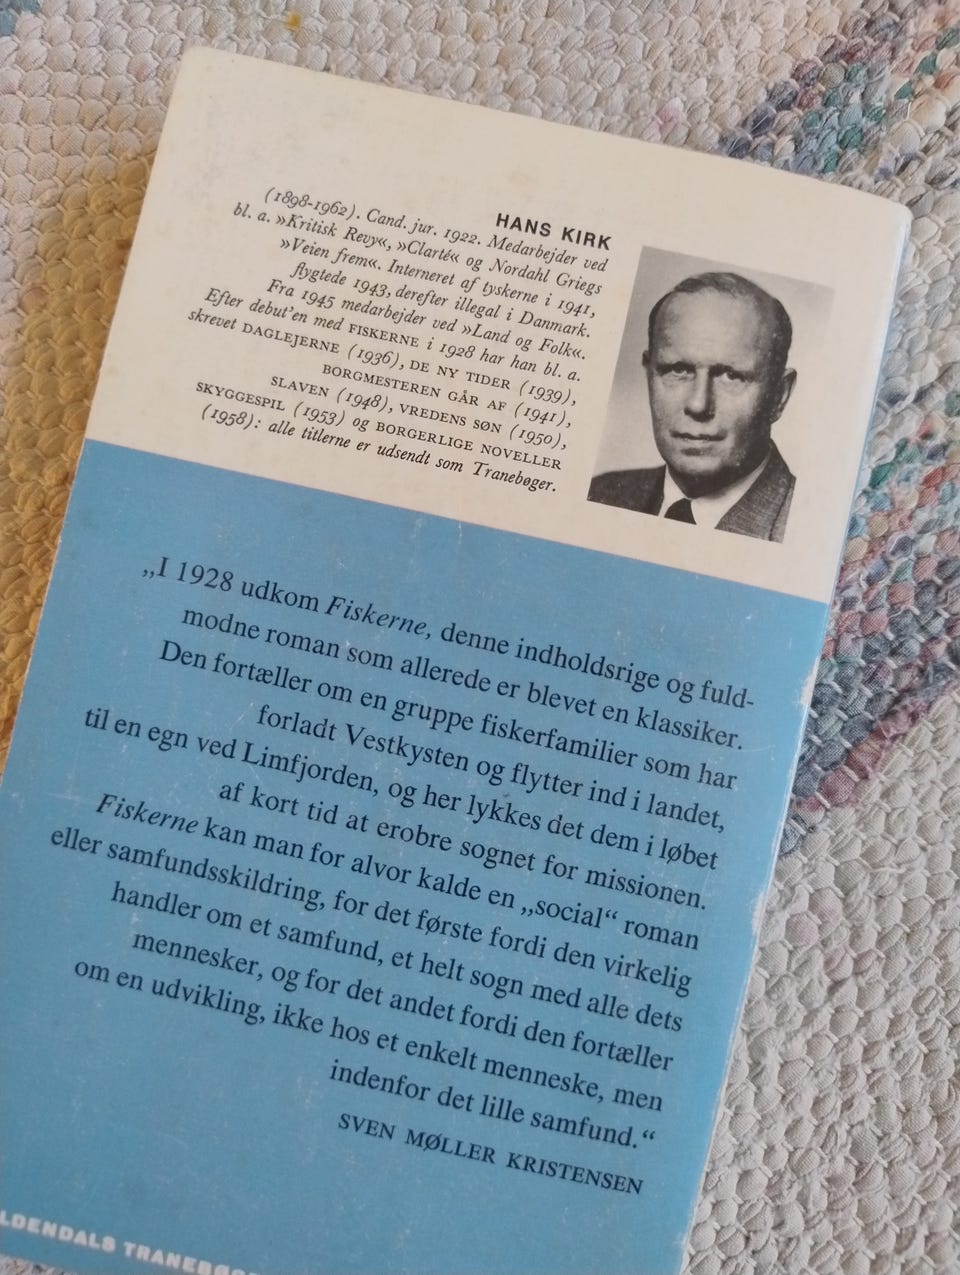 HANS KIRK
(1898-1962). Cand. jur. 1922. Medarbejder ved
bl. a. »Kritisk Revy«, »Clarté« og Nordahl Griegs
»Veien frem«. Interneret af tyskerne i 1941,
flygtede 1943, derefter illegal i Danmark.
Fra 1945 medarbejder ved »Land og Folk«.
Efter debut'en med FISKERNE i 1928 har han bl. a.
skrevet DAGLEJERNE (1936), DE NY TIDER (1939),
BORGMESTEREN GÅR AF (1941),
SLAVEN (1948), VREDENS SØN (1950),
SKYGGESPIL (1953) og BORGERLIGE NOVELLER
(1958): alle titlerne er udsendt som Tranebøger.
„I 1928 udkom Fiskerne, denne indholdsrige og fuld-
modne roman som allerede er blevet en klassiker.
Den fortæller om en gruppe fiskerfamilier som har
forladt Vestkysten og flytter ind i landet,
til en egn ved Limfjorden, og her lykkes det dem i løbet
af kort tid at erobre sognet for missionen.
Fiskerne kan man for alvor kalde en „social“ roman
eller samfundsskildring, for det første fordi den virkelig
handler om et samfund, et helt sogn med alle dets
mennesker, og for det andet fordi den fortæller
om en udvikling, ikke hos et enkelt menneske, men
indenfor det lille samfund.“
SVEN MØLLER KRISTENSEN
LDENDALS TRANEBØGE